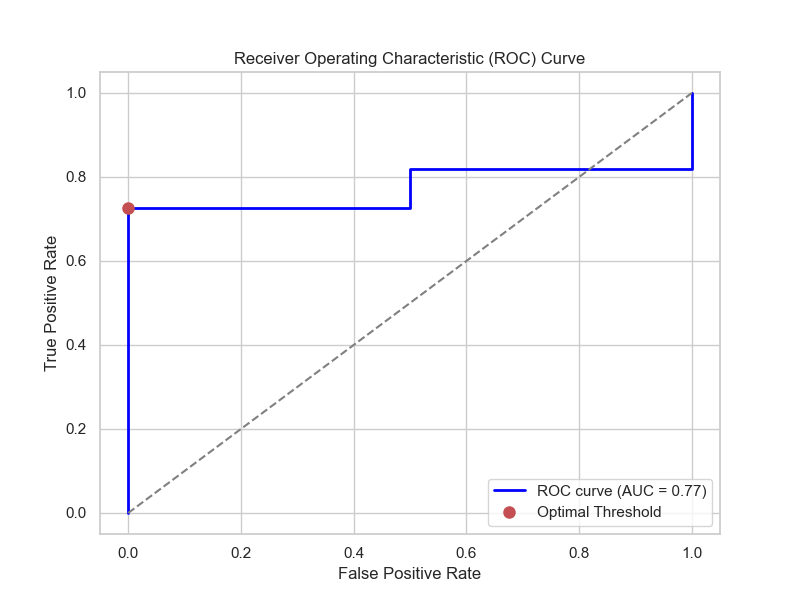 Receiver Operating Characteristic (ROC) Curve
True Positive Rate
1.0
0.8
0.6
0.4
0.2
0.0
ROC curve (AUC = 0.77)
Optimal Threshold
0.0 0.2 0.4 0.6 0.8 1.0
False Positive Rate